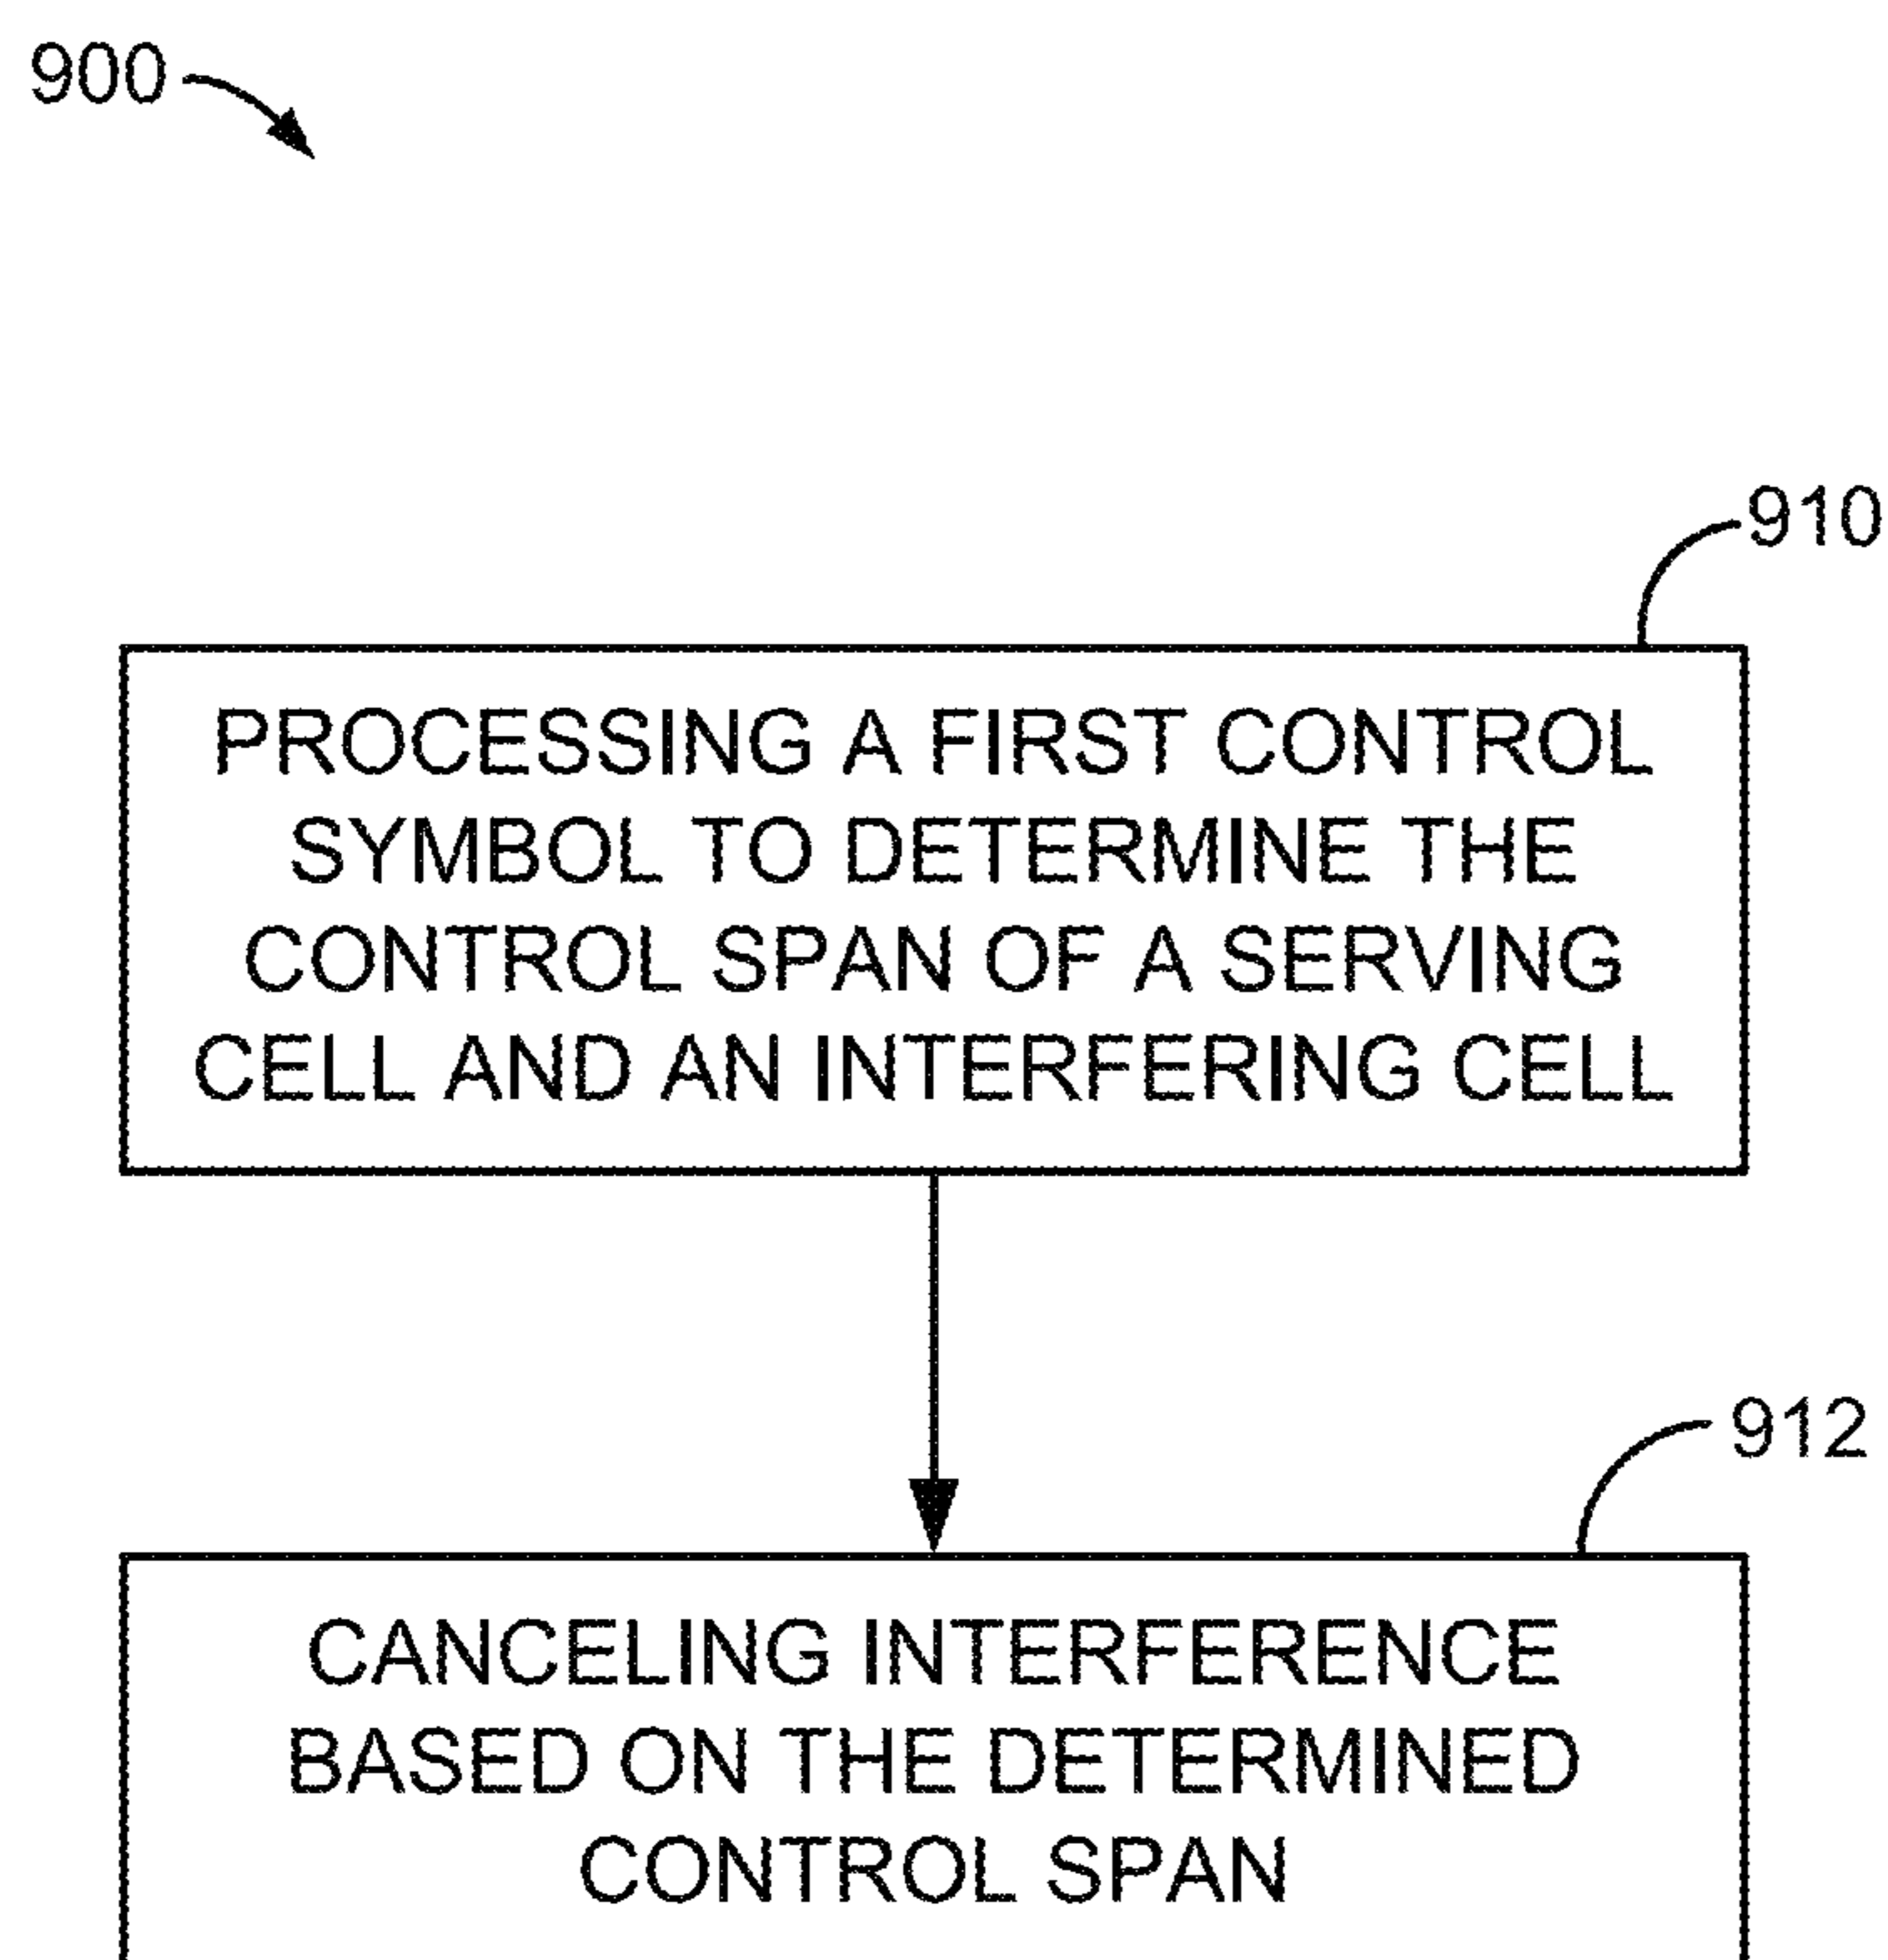 900
910
PROCESSING A FIRST CONTROL
SYMBOL TO DETERMINE THE
CONTROL SPAN OF A SERVING
CELL AND AN INTERFERING CELL
912
CANCELING INTERFERENCE
BASED ON THE DETERMINED
CONTROL SPAN